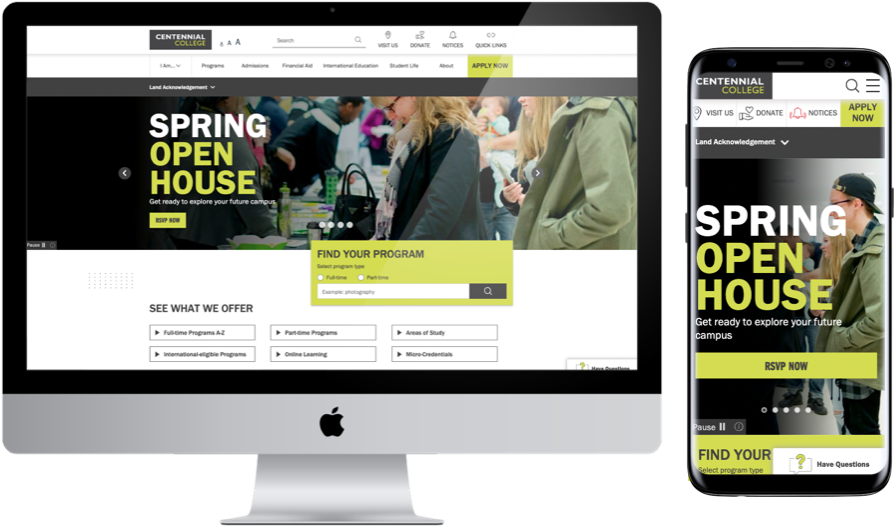 CENTENNIAL
COLLEGE
A A A
Search
VISIT US
DONATE
NOTICES
QUICK LINKS
I Am...
Programs
Admissions
Financial Aid
International Education
Student Life
About
APPLY NOW
Land Acknowledgement
SPRING
OPEN
HOUSE
Get ready to explore your future campus
RSVP NOW
Pause
FIND YOUR PROGRAM
Select program type
Full-time
Part-time
Example: photography
SEE WHAT WE OFFER
Full-time Programs A-Z
Part-time Programs
Areas of Study
International-eligible Programs
Online Learning
Micro-Credentials
Have Questions
CENTENNIAL
COLLEGE
VISIT US
DONATE
NOTICES
APPLY
NOW
Land Acknowledgement
SPRING
OPEN
HOUSE
Get ready to explore your future
campus
RSVP NOW
Pause
FIND YOUR
Select program type
Have Questions